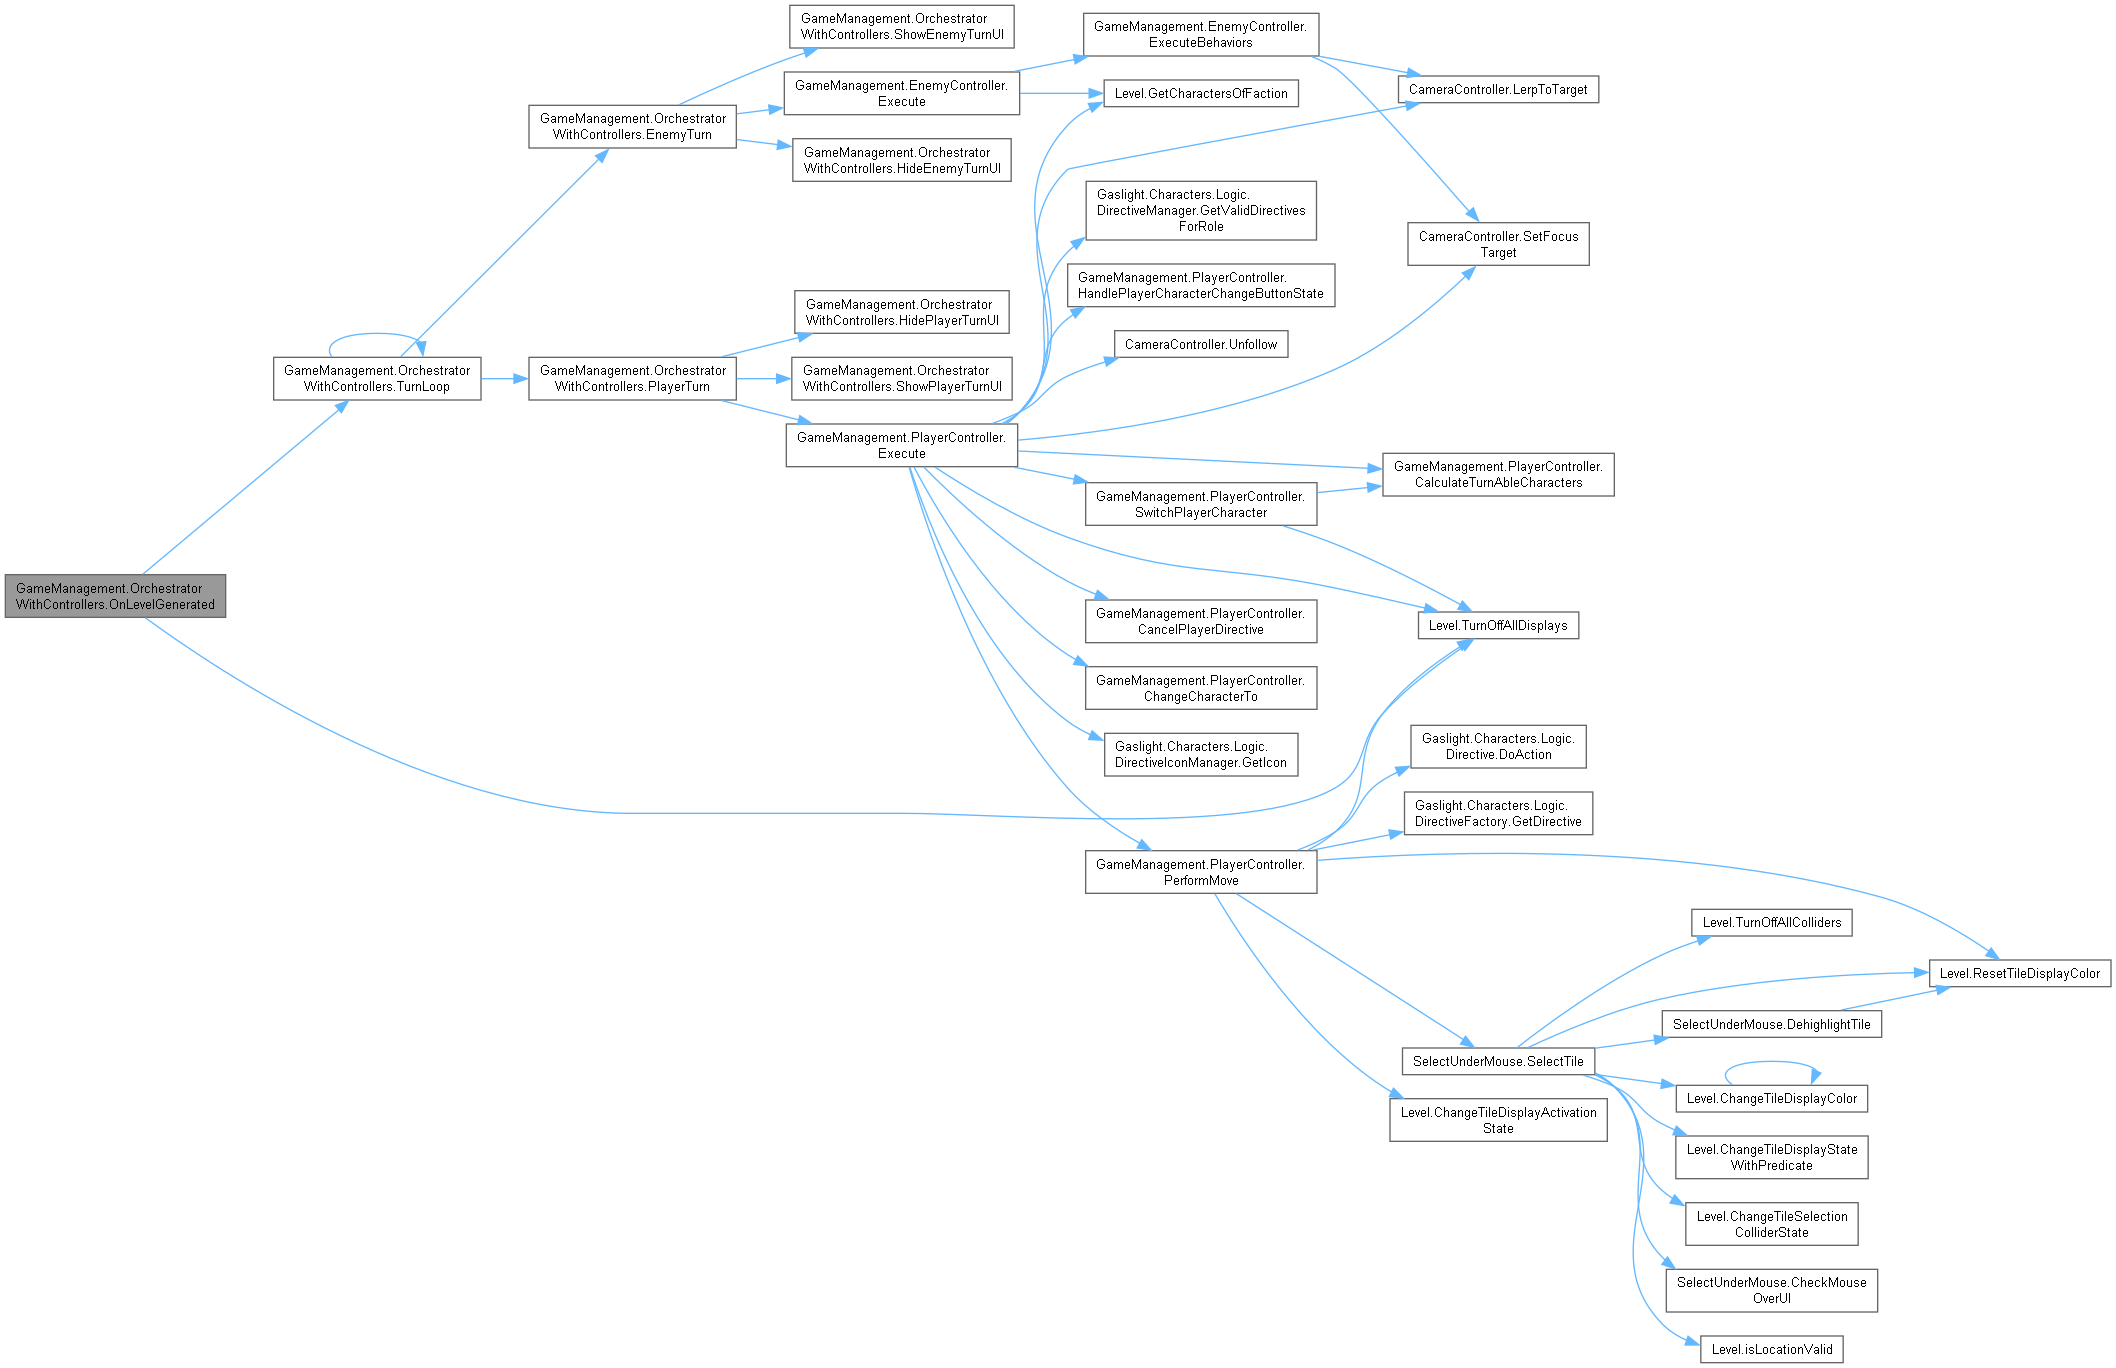 GameManagement.Orchestrator
WithControllers.ShowEnemyTurnUI
GameManagement.EnemyController.
ExecuteBehaviors
GameManagement.EnemyController.
Execute
Level.GetCharactersOfFaction
CameraController.LerpToTarget
GameManagement.Orchestrator
WithControllers.EnemyTurn
GameManagement.Orchestrator
WithControllers.HideEnemyTurnUI
Gaslight.Characters.Logic.
DirectiveManager.GetValidDirectives
ForRole
CameraController.SetFocus
Target
GameManagement.PlayerController.
HandlePlayerCharacterChangeButtonState
GameManagement.Orchestrator
WithControllers.HidePlayerTurnUI
CameraController.Unfollow
GameManagement.Orchestrator
WithControllers.TurnLoop
GameManagement.Orchestrator
WithControllers.PlayerTurn
GameManagement.Orchestrator
WithControllers.ShowPlayerTurnUI
GameManagement.PlayerController.
Execute
GameManagement.PlayerController.
CalculateTurnAbleCharacters
GameManagement.PlayerController.
SwitchPlayerCharacter
GameManagement.Orchestrator
WithControllers.OnLevelGenerated
GameManagement.PlayerController.
CancelPlayerDirective
Level.TurnOffAllDisplays
GameManagement.PlayerController.
ChangeCharacterTo
Gaslight.Characters.Logic.
DirectiveIconManager.GetIcon
Gaslight.Characters.Logic.
Directive.DoAction
Gaslight.Characters.Logic.
DirectiveFactory.GetDirective
GameManagement.PlayerController.
PerformMove
Level.TurnOffAllColliders
Level.ResetTileDisplayColor
SelectUnderMouse.DehighlightTile
SelectUnderMouse.SelectTile
Level.ChangeTileDisplayColor
Level.ChangeTileDisplayActivation
State
Level.ChangeTileDisplayState
WithPredicate
Level.ChangeTileSelection
ColliderState
SelectUnderMouse.CheckMouse
OverUI
Level.isLocationValid